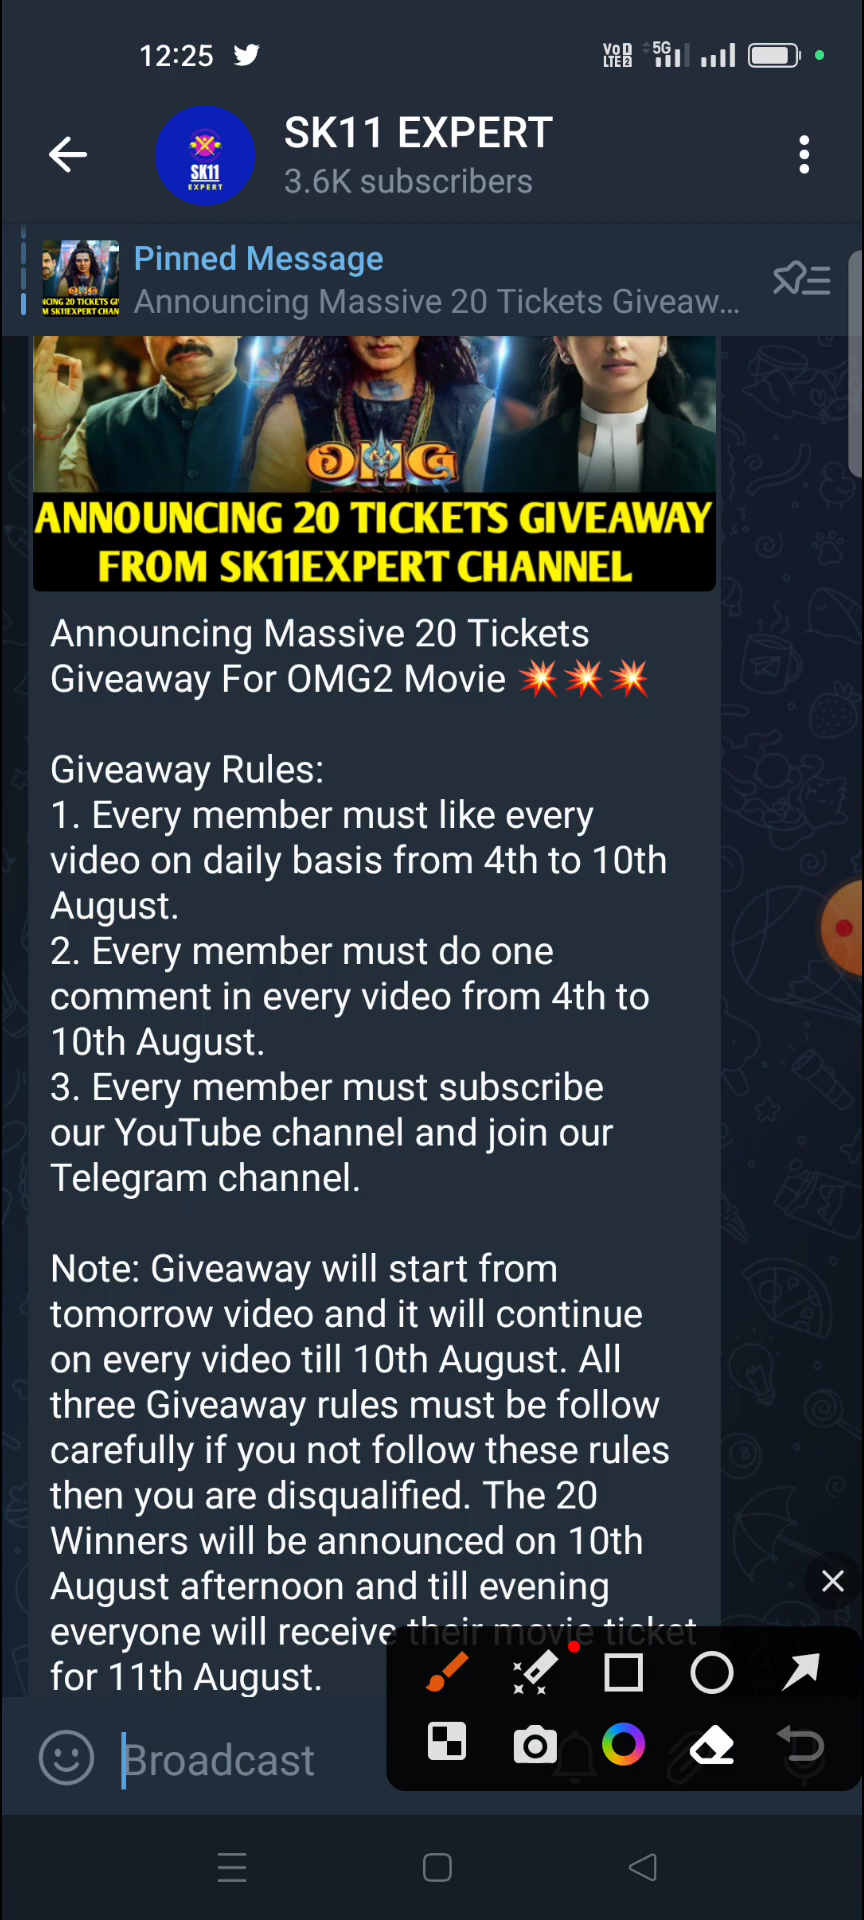 12:25
VoD
LTE 2
5G
SK11
EXPERT
SK11 EXPERT
3.6K subscribers
Pinned Message
Announcing Massive 20 Tickets Giveaw...
OMG
ANNOUNCING 20 TICKETS GIVEAWAY
FROM SK11EXPERT CHANNEL
Announcing Massive 20 Tickets
Giveaway For OMG2 Movie 💥💥💥
Giveaway Rules:
1. Every member must like every
video on daily basis from 4th to 10th
August.
2. Every member must do one
comment in every video from 4th to
10th August.
3. Every member must subscribe
our YouTube channel and join our
Telegram channel.
Note: Giveaway will start from
tomorrow video and it will continue
on every video till 10th August. All
three Giveaway rules must be follow
carefully if you not follow these rules
then you are disqualified. The 20
Winners will be announced on 10th
August afternoon and till evening
everyone will receive their movie ticket
for 11th August.
Broadcast